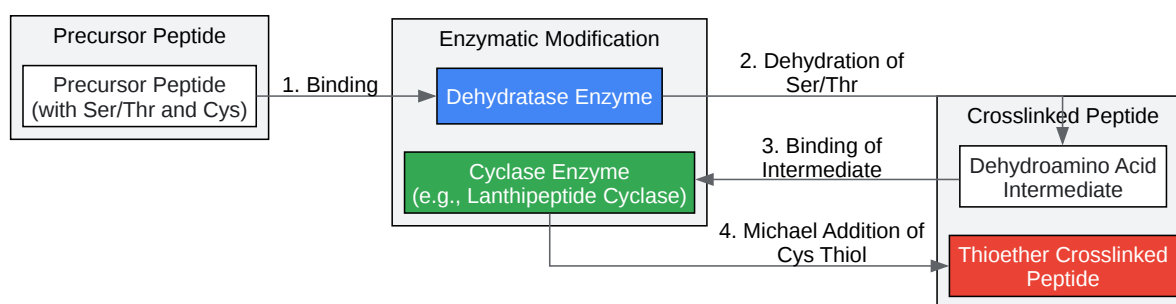 Precursor Peptide
Precursor Peptide
(with Ser/Thr and Cys)
1. Binding
Enzymatic Modification
Dehydratase Enzyme
Cyclase Enzyme
(e.g., Lanthipeptide Cyclase)
2. Dehydration of
Ser/Thr
3. Binding of
Intermediate
4. Michael Addition of
Cys Thiol
Crosslinked Peptide
Dehydroamino Acid
Intermediate
Thioether Crosslinked
Peptide